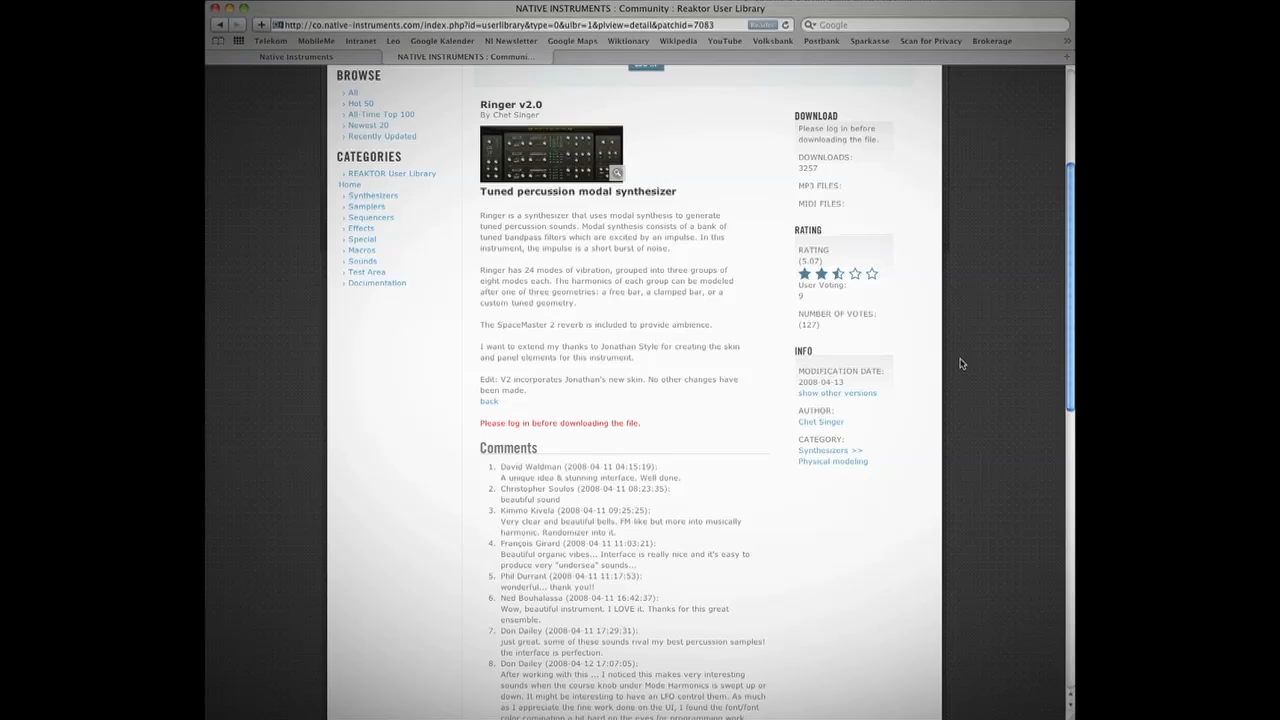 NATIVE INSTRUMENTS : Community : Reaktor User Library
http://co.native-instruments.com/index.php?id=userlibrary&type=0&ulbr=1&plview=detail&patchid=7083
Reader
Google
Telekom MobileMe Intranet Leo Google Kalender NI Newsletter Google Maps Wiktionary Wikipedia YouTube Volksbank Postbank Sparkasse Scan for Privacy Brokerage
Native Instruments
NATIVE INSTRUMENTS : Communi...
BROWSE
› All
› Hot 50
› All-Time Top 100
› Newest 20
› Recently Updated
CATEGORIES
› REAKTOR User Library
Home
› Synthesizers
› Samplers
› Sequencers
› Effects
› Special
› Macros
› Sounds
› Test Area
› Documentation
Ringer v2.0
By Chet Singer
Tuned percussion modal synthesizer
Ringer is a synthesizer that uses modal synthesis to generate
tuned percussion sounds. Modal synthesis consists of a bank of
tuned bandpass filters which are excited by an impulse. In this
instrument, the impulse is a short burst of noise.
Ringer has 24 modes of vibration, grouped into three groups of
eight modes each. The harmonics of each group can be modeled
after one of three geometries: a free bar, a clamped bar, or a
custom tuned geometry.
The SpaceMaster 2 reverb is included to provide ambience.
I want to extend my thanks to Jonathan Style for creating the skin
and panel elements for this instrument.
Edit: V2 incorporates Jonathan's new skin. No other changes have
been made.
back
Please log in before downloading the file.
Comments
1. David Waldman (2008-04-11 04:15:19):
A unique idea & stunning interface. Well done.
2. Christopher Soulos (2008-04-11 08:23:35):
beautiful sound
3. Kimmo Kivela (2008-04-11 09:25:25):
Very clear and beautiful bells. FM-like but more into musically
harmonic. Randomizer into it.
4. François Girard (2008-04-11 11:03:21):
Beautiful organic vibes... Interface is really nice and it's easy to
produce very "undersea" sounds...
5. Phil Durrant (2008-04-11 11:17:53):
wonderful... thank you!!
6. Ned Bouhalassa (2008-04-11 16:42:37):
Wow, beautiful instrument. I LOVE it. Thanks for this great
ensemble.
7. Don Dailey (2008-04-11 17:29:31):
just great. some of these sounds rival my best percussion samples!
the interface is perfection.
8. Don Dailey (2008-04-12 17:07:05):
After working with this ... I noticed this makes very interesting
sounds when the course knob under Mode Harmonics is swept up or
down. It might be interesting to have an LFO control them. As much
as I appreciate the fine work done on the UI, I found the font/font
color combination a bit hard on the eyes for programming work.
DOWNLOAD
Please log in before
downloading the file.
DOWNLOADS:
3257
MP3 FILES:
MIDI FILES:
RATING
RATING
(5.07)
User Voting:
9
NUMBER OF VOTES:
(127)
INFO
MODIFICATION DATE:
2008-04-13
show other versions
AUTHOR:
Chet Singer
CATEGORY:
Synthesizers >>
Physical modeling